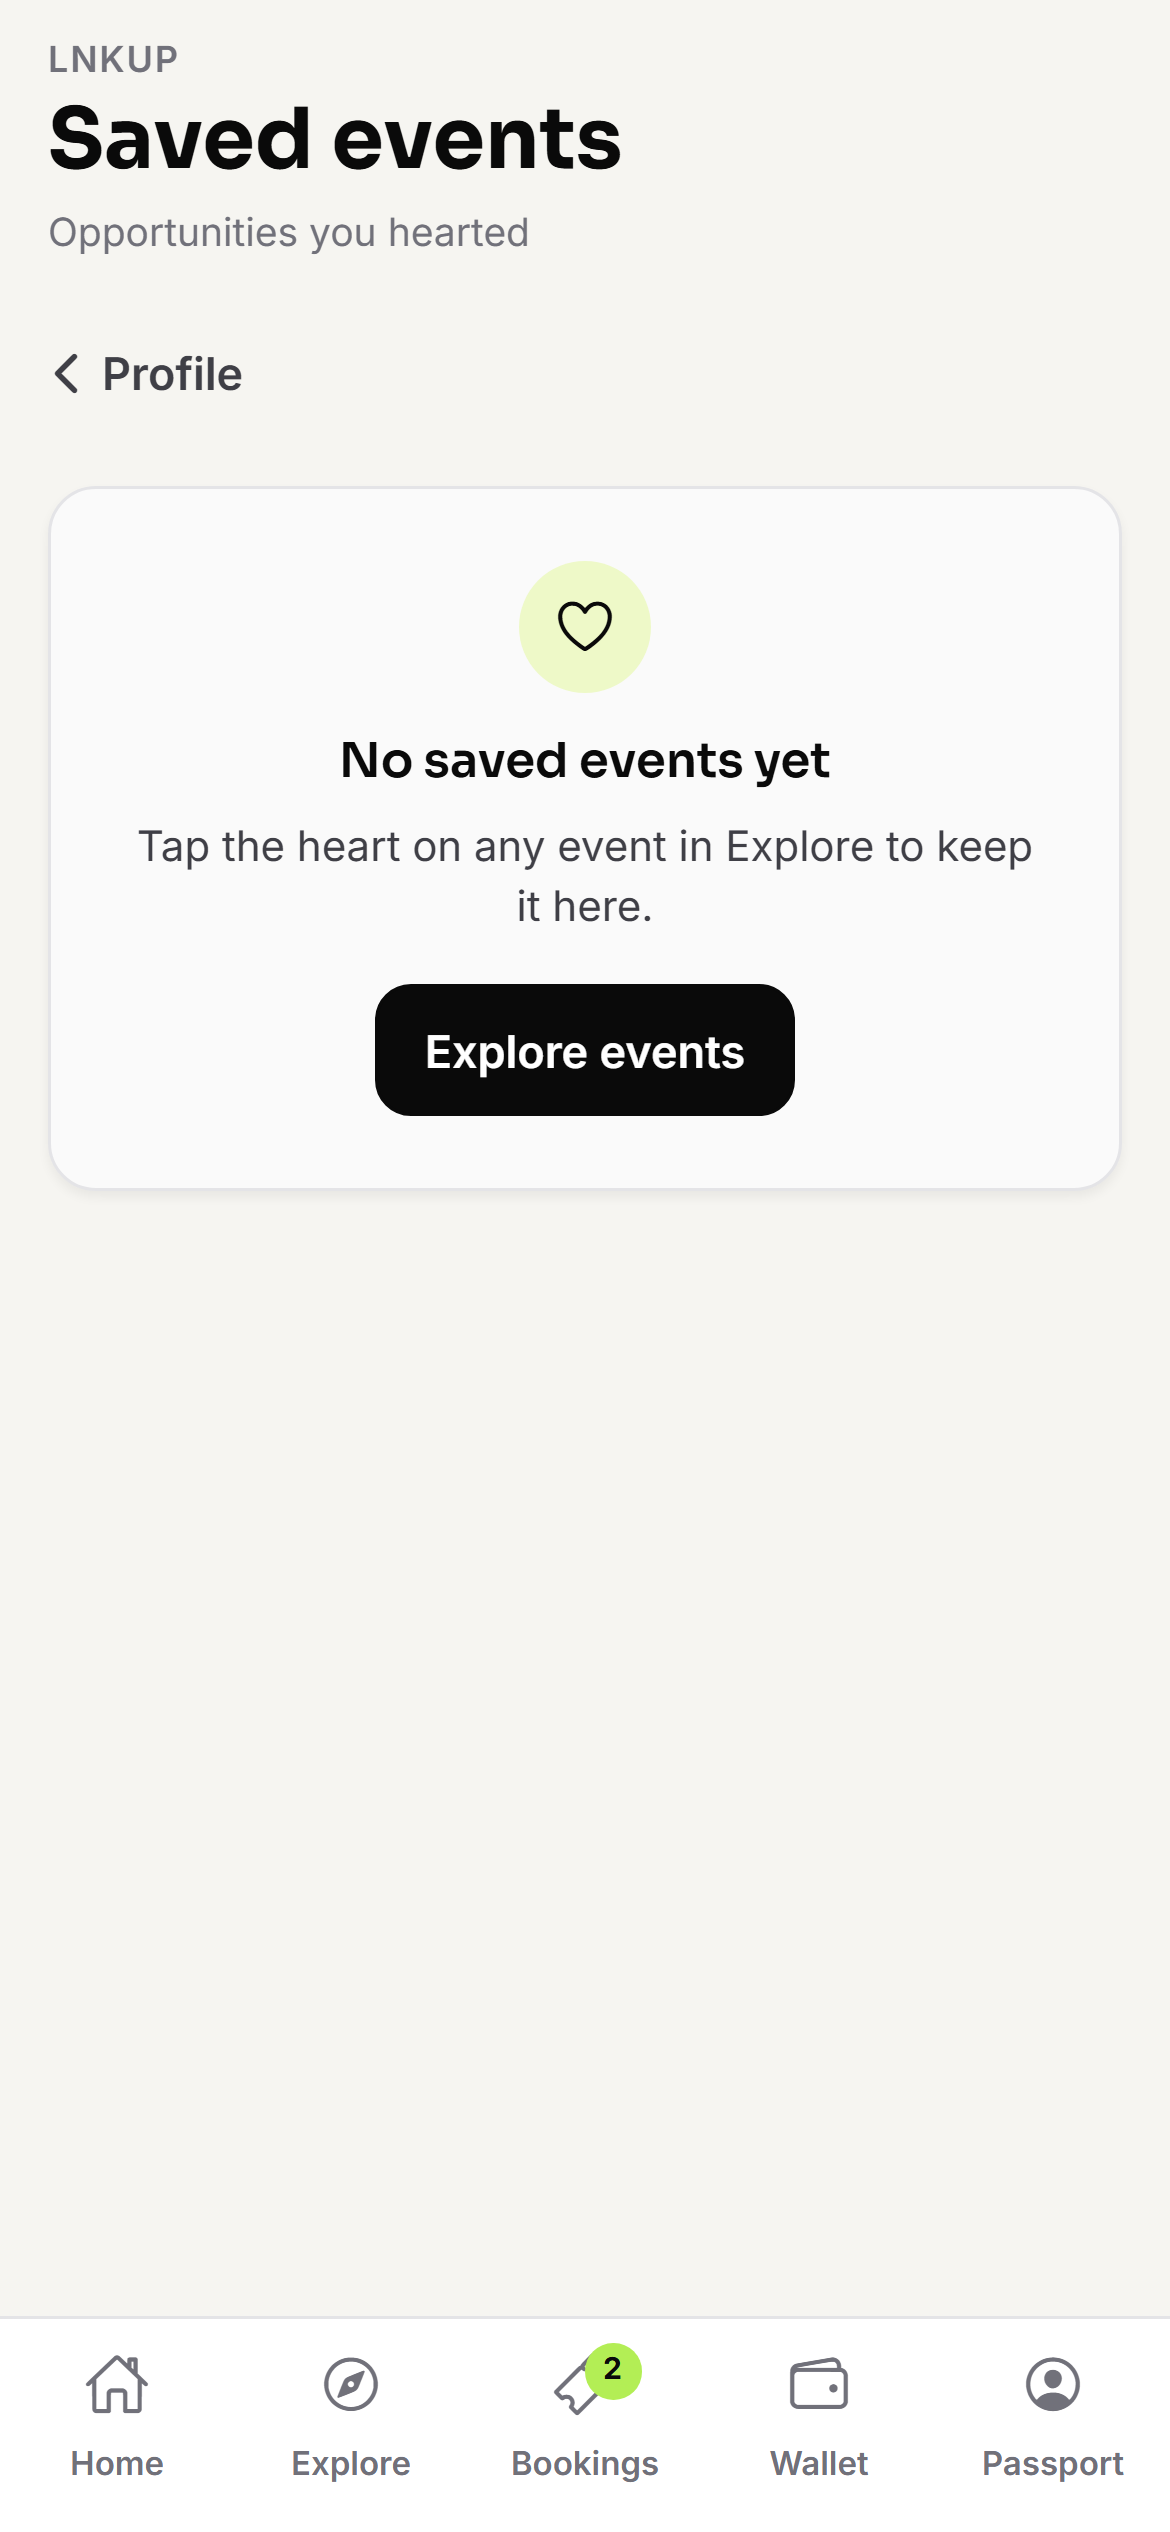 LNKUP
Saved events
Opportunities you hearted
Profile
No saved events yet
Tap the heart on any event in Explore to keep
it here.
Explore events
2
Home
Explore
Bookings
Wallet
Passport